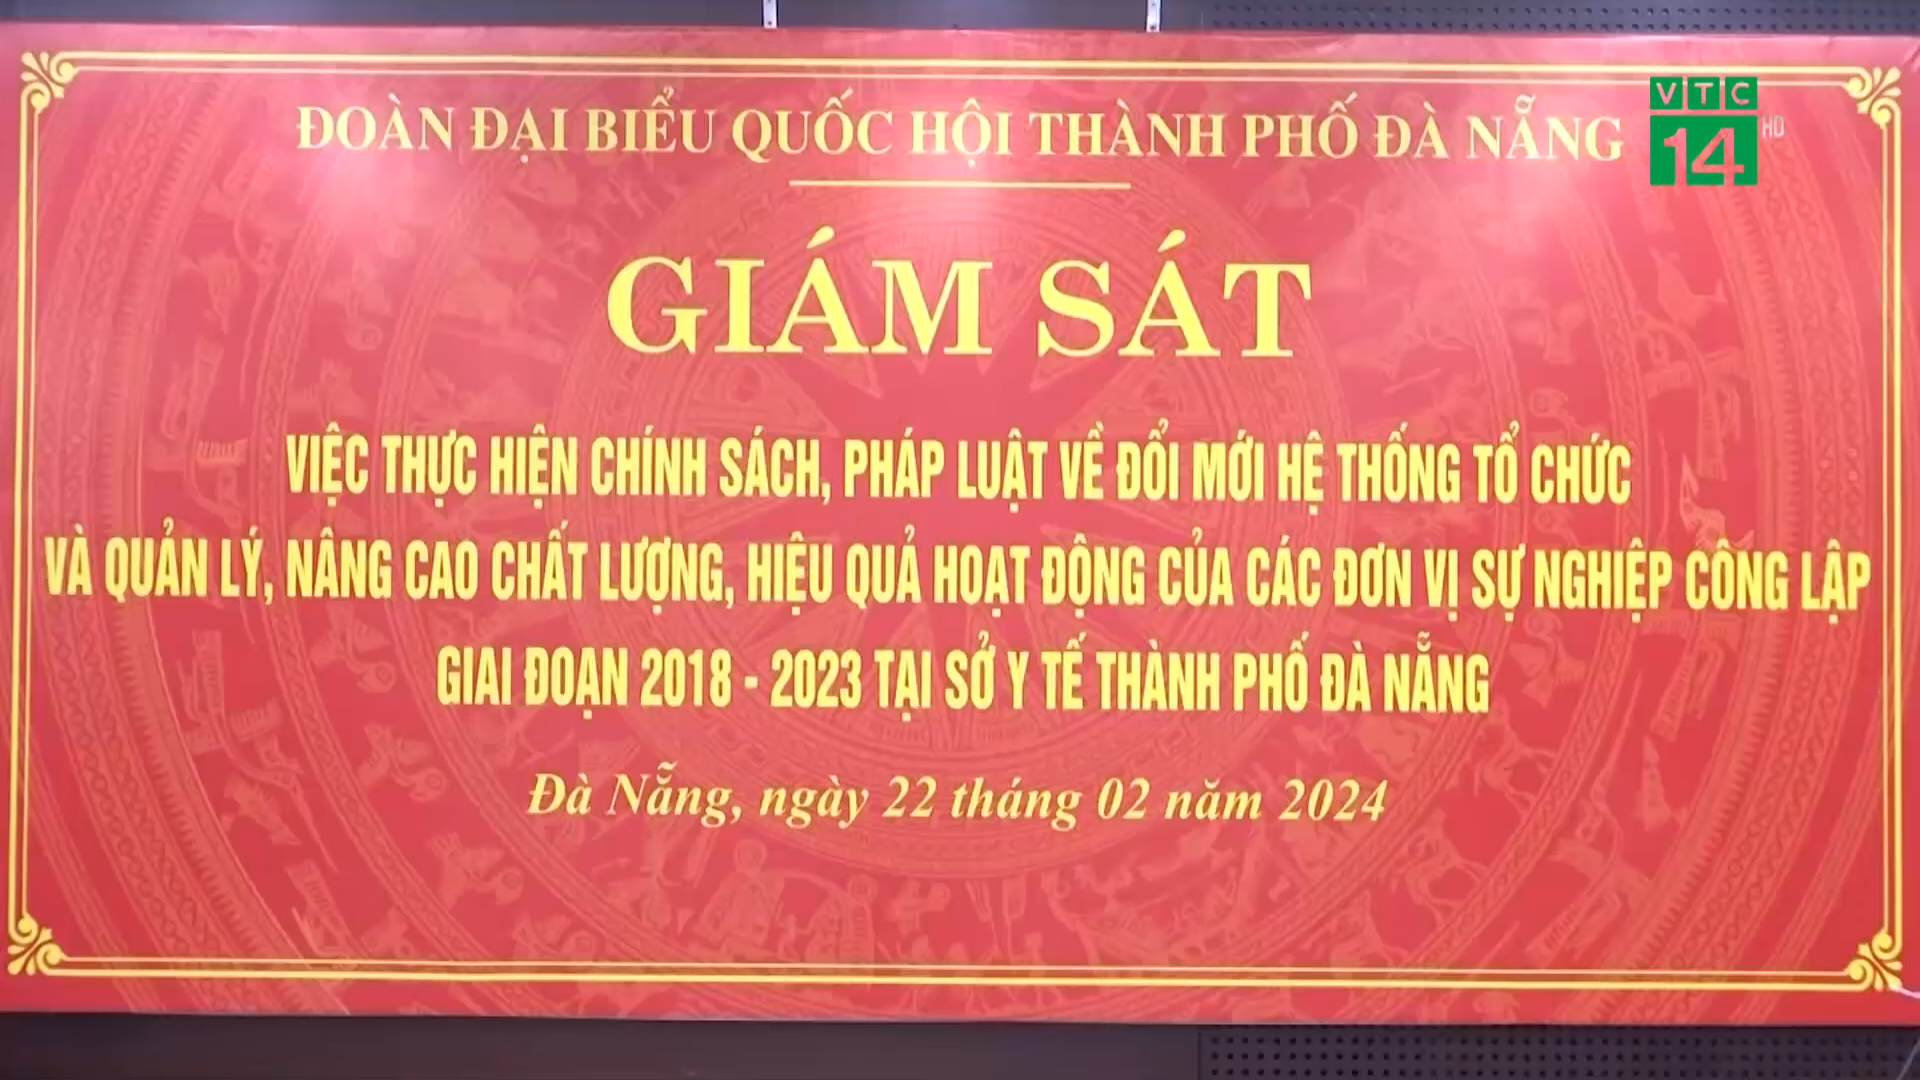 ĐOÀN ĐẠI BIỂU QUỐC HỘI THÀNH PHỐ ĐÀ NẴNG
VTC
14 HD
GIÁM SÁT
VIỆC THỰC HIỆN CHÍNH SÁCH, PHÁP LUẬT VỀ ĐỔI MỚI HỆ THỐNG TỔ CHỨC
VÀ QUẢN LÝ, NÂNG CAO CHẤT LƯỢNG, HIỆU QUẢ HOẠT ĐỘNG CỦA CÁC ĐƠN VỊ SỰ NGHIỆP CÔNG LẬP
GIAI ĐOẠN 2018 - 2023 TẠI SỞ Y TẾ THÀNH PHỐ ĐÀ NẴNG
Đà Nẵng, ngày 22 tháng 02 năm 2024